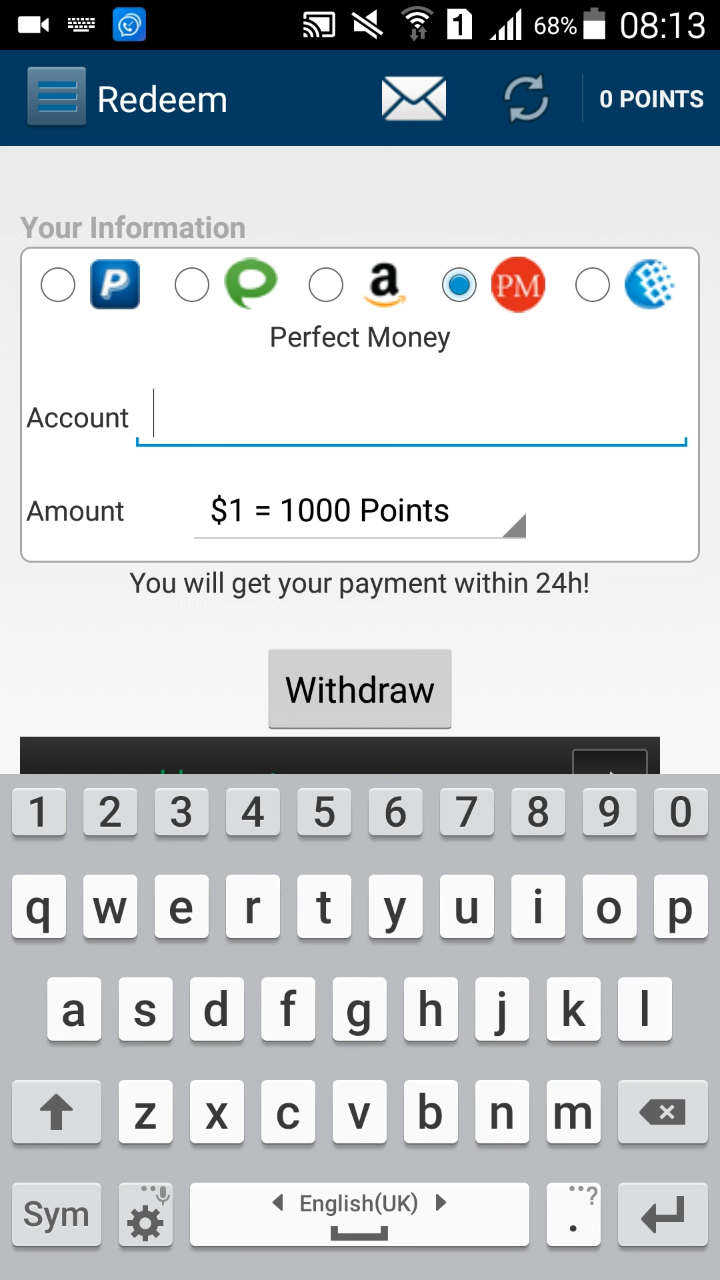 1 68% 08:13
Redeem 0 POINTS
Your Information
P a PM
Perfect Money
Account
Amount $1 = 1000 Points
You will get your payment within 24h!
Withdraw
1 2 3 4 5 6 7 8 9 0
q w e r t y u i o p
a s d f g h j k l
z x c v b n m
Sym English(UK) . ?